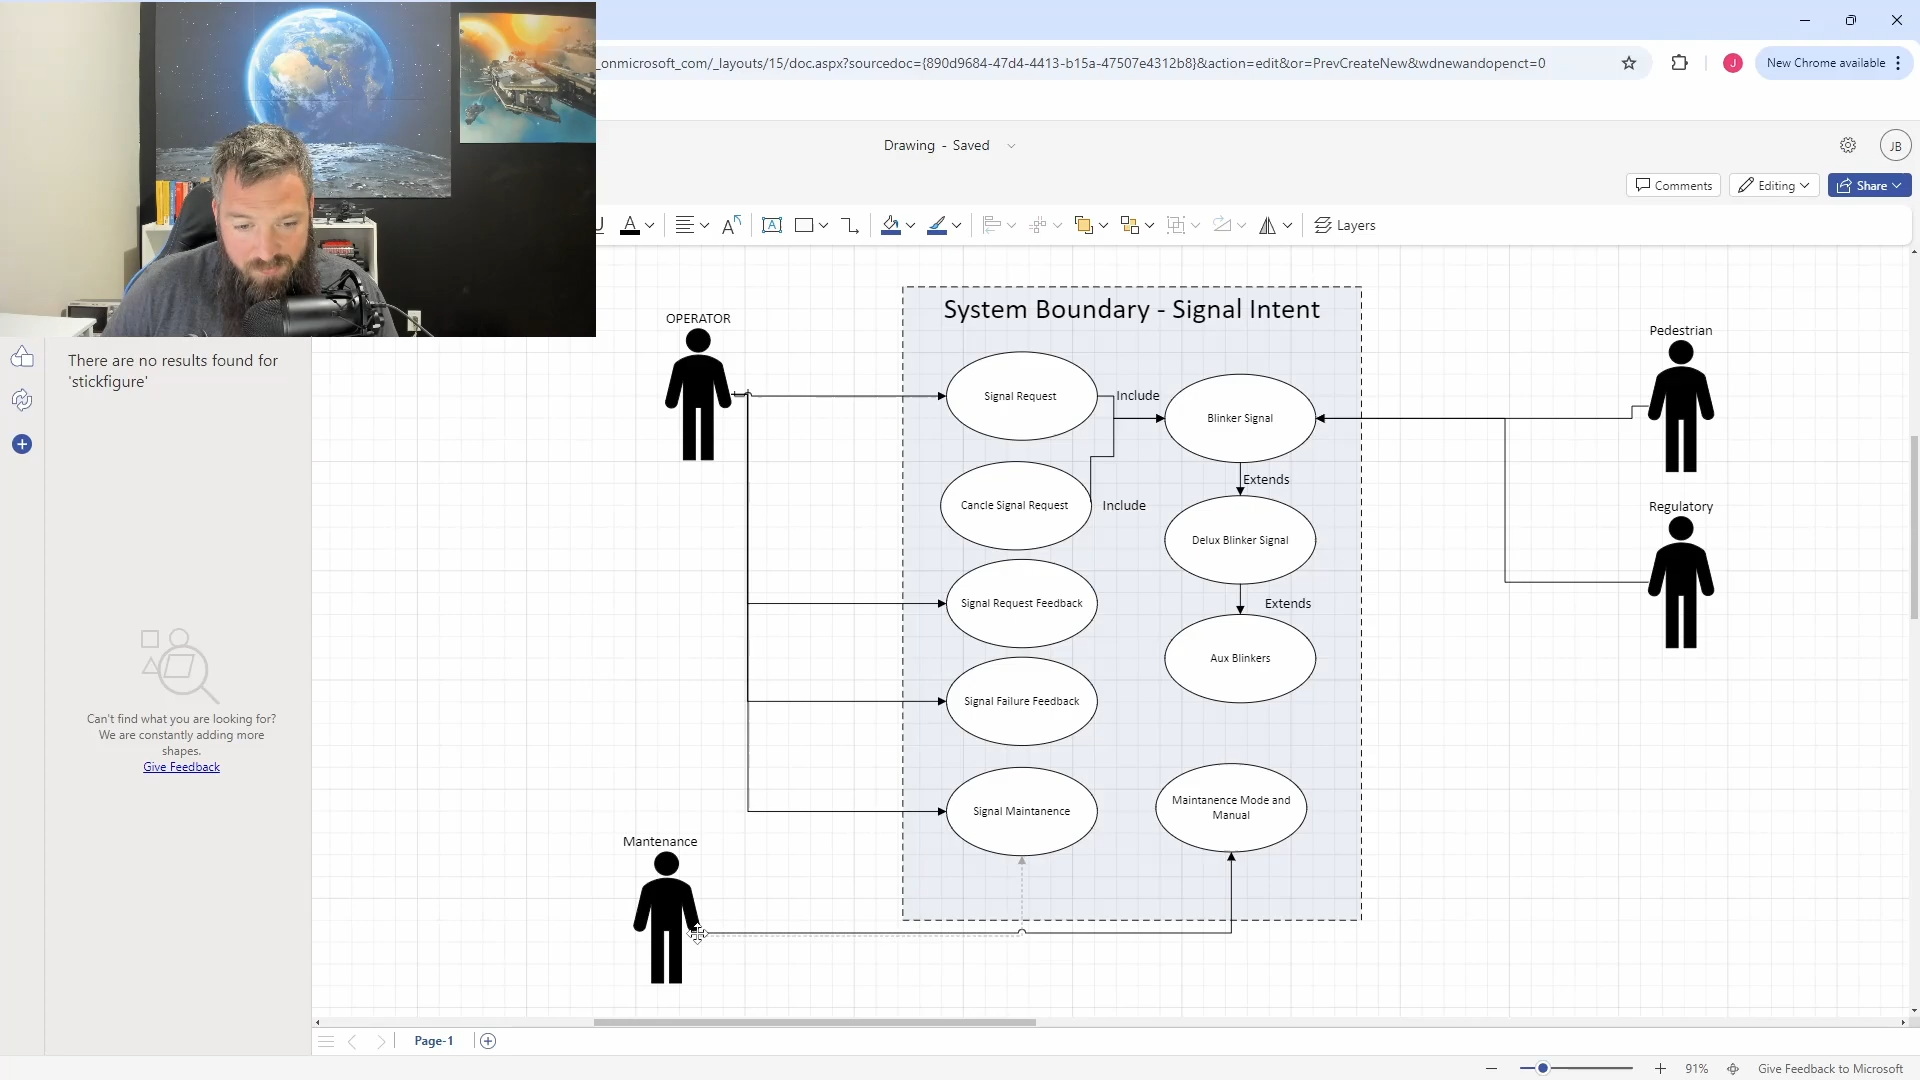 _onmicrosoft_com/_layouts/15/doc.aspx?sourcedoc={890d9684-47d4-4413-b15a-47507e4312b8}&action=edit&or=PrevCreateNew&wdnewandopenct=0
J
New Chrome available
Drawing - Saved
JB
Comments
Editing
Share
U
A
A
A
Layers
There are no results found for
'stickfigure'
Can't find what you are looking for?
We are constantly adding more
shapes.
Give Feedback
System Boundary - Signal Intent
OPERATOR
Pedestrian
Signal Request
Include
Blinker Signal
Extends
Cancle Signal Request
Include
Regulatory
Delux Blinker Signal
Signal Request Feedback
Extends
Aux Blinkers
Signal Failure Feedback
Signal Maintanence
Maintanence Mode and
Manual
Mantenance
Page-1
91%
Give Feedback to Microsoft